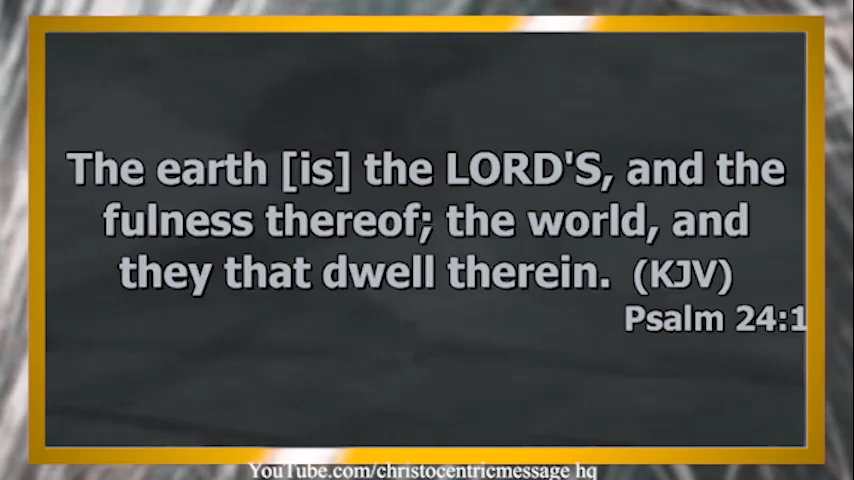 The earth [is] the LORD'S, and the
fulness thereof; the world, and
they that dwell therein. (KJV)
Psalm 24:1
YouTube.com/christocentricmessage hq